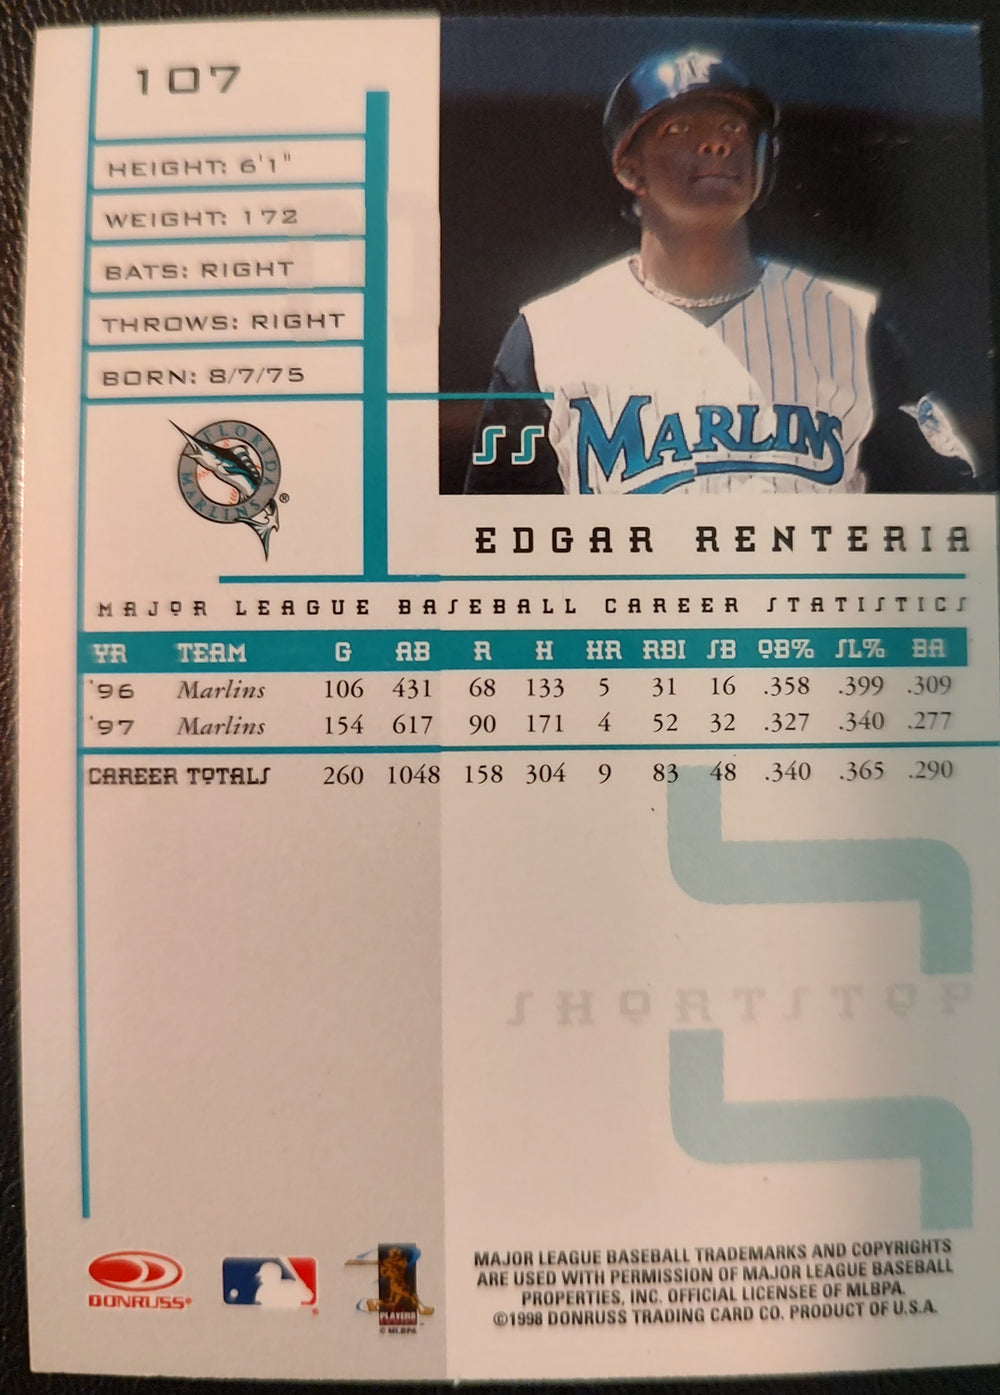 107
HEIGHT: 6'1"
WEIGHT: 172
BATS: RIGHT
THROWS: RIGHT
BORN: 8/7/75
FLORIDA
MARLINS
®
MARLINS
SS
EDGAR RENTERIA
MAJOR LEAGUE BASEBALL CAREER STATISTICS
YR TEAM G AB R H HR RBI SB OB% SL% BA
'96 Marlins 106 431 68 133 5 31 16 .358 .399 .309
'97 Marlins 154 617 90 171 4 52 32 .327 .340 .277
CAREER TOTALS 260 1048 158 304 9 83 48 .340 .365 .290
S
SHORTSTOP
S
DONRUSS®
PLAYERS
© MLBPA
MAJOR LEAGUE BASEBALL TRADEMARKS AND COPYRIGHTS
ARE USED WITH PERMISSION OF MAJOR LEAGUE BASEBALL
PROPERTIES, INC. OFFICIAL LICENSEE OF MLBPA.
©1998 DONRUSS TRADING CARD CO. PRODUCT OF U.S.A.